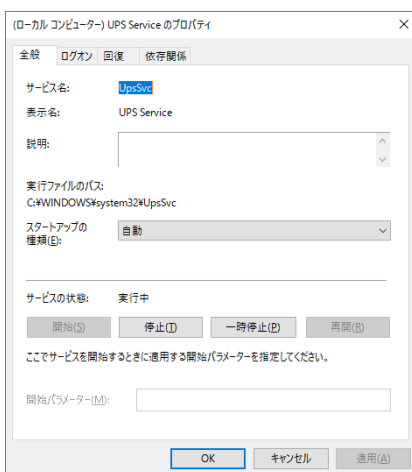 (ローカル コンピューター) UPS Service のプロパティ
全般 ログオン 回復 依存関係
サービス名: UpsSvc
表示名: UPS Service
説明:
実行ファイルのパス:
C:¥WINDOWS¥system32¥UpsSvc
スタートアップの
種類(E): 自動
サービスの状態: 実行中
開始(S) 停止(T) 一時停止(P) 再開(R)
ここでサービスを開始するときに適用する開始パラメーターを指定してください。
開始パラメーター(M):
OK キャンセル 適用(A)